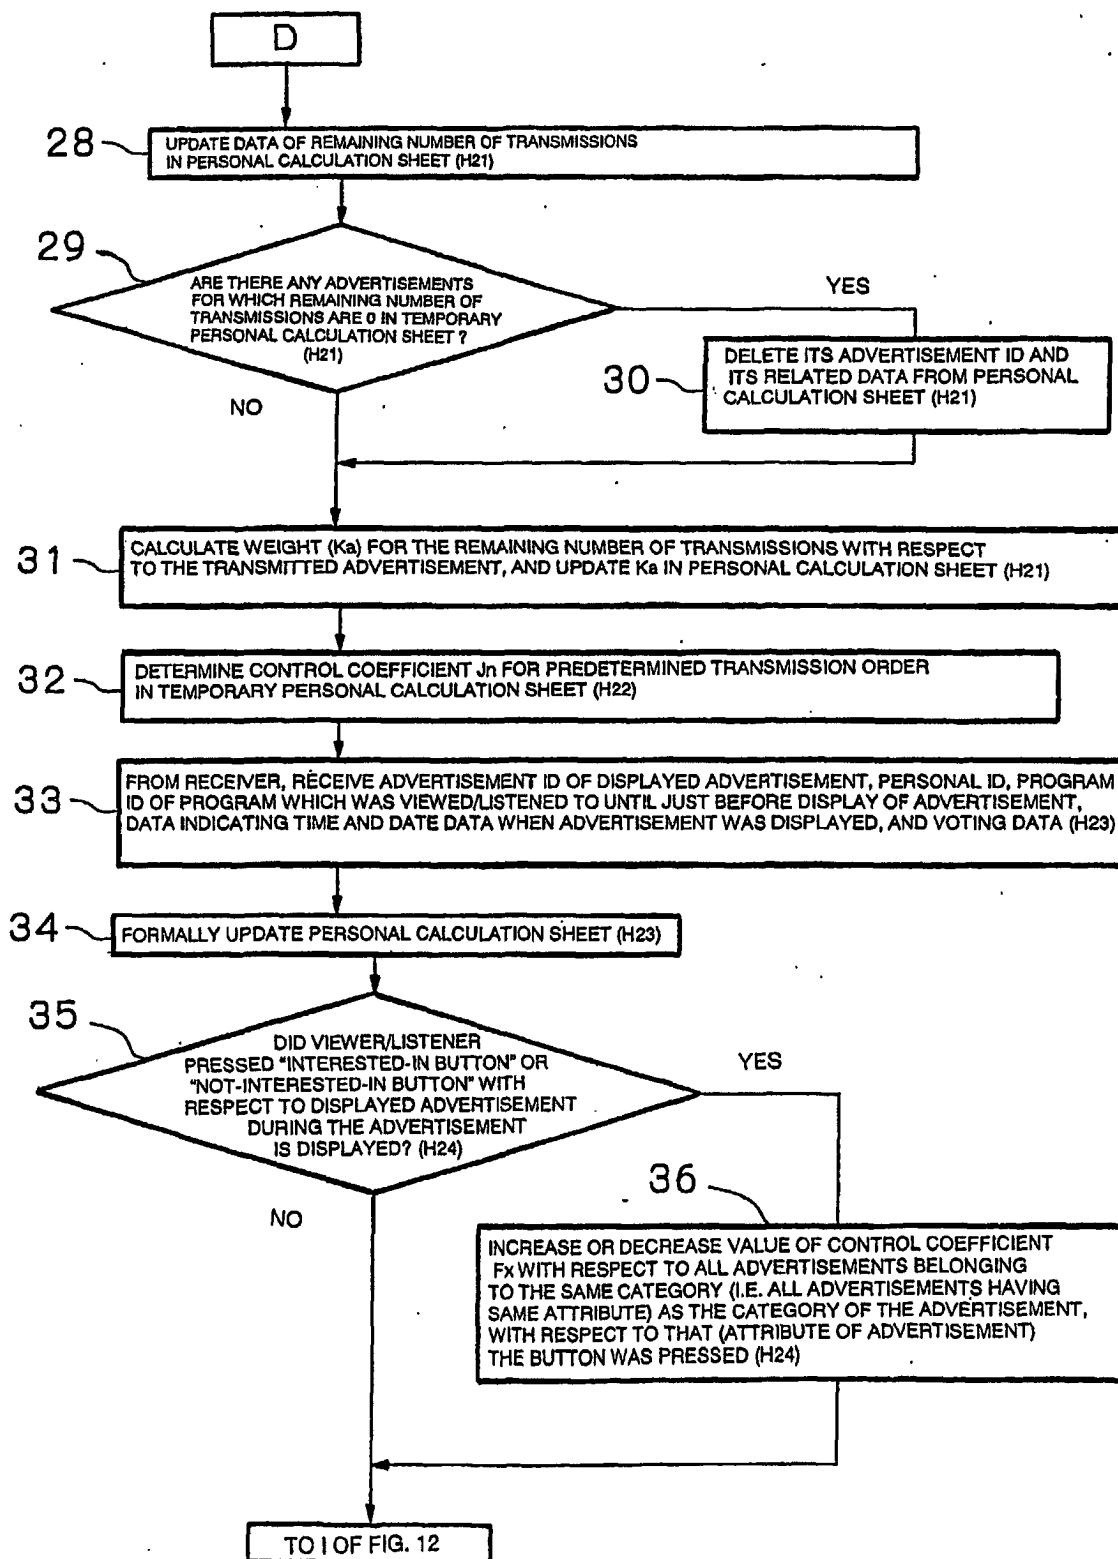 D
28
UPDATE DATA OF REMAINING NUMBER OF TRANSMISSIONS
IN PERSONAL CALCULATION SHEET (H21)
29
ARE THERE ANY ADVERTISEMENTS
FOR WHICH REMAINING NUMBER OF
TRANSMISSIONS ARE 0 IN TEMPORARY
PERSONAL CALCULATION SHEET ?
(H21)
YES
NO
30
DELETE ITS ADVERTISEMENT ID AND
ITS RELATED DATA FROM PERSONAL
CALCULATION SHEET (H21)
31
CALCULATE WEIGHT (Ka) FOR THE REMAINING NUMBER OF TRANSMISSIONS WITH RESPECT
TO THE TRANSMITTED ADVERTISEMENT, AND UPDATE Ka IN PERSONAL CALCULATION SHEET (H21)
32
DETERMINE CONTROL COEFFICIENT Jn FOR PREDETERMINED TRANSMISSION ORDER
IN TEMPORARY PERSONAL CALCULATION SHEET (H22)
33
FROM RECEIVER, RECEIVE ADVERTISEMENT ID OF DISPLAYED ADVERTISEMENT, PERSONAL ID, PROGRAM
ID OF PROGRAM WHICH WAS VIEWED/LISTENED TO UNTIL JUST BEFORE DISPLAY OF ADVERTISEMENT,
DATA INDICATING TIME AND DATE DATA WHEN ADVERTISEMENT WAS DISPLAYED, AND VOTING DATA (H23)
34
FORMALLY UPDATE PERSONAL CALCULATION SHEET (H23)
35
DID VIEWER/LISTENER
PRESSED "INTERESTED-IN BUTTON" OR
"NOT-INTERESTED-IN BUTTON" WITH
RESPECT TO DISPLAYED ADVERTISEMENT
DURING THE ADVERTISEMENT
IS DISPLAYED? (H24)
YES
NO
36
INCREASE OR DECREASE VALUE OF CONTROL COEFFICIENT
Fx WITH RESPECT TO ALL ADVERTISEMENTS BELONGING
TO THE SAME CATEGORY (I.E. ALL ADVERTISEMENTS HAVING
SAME ATTRIBUTE) AS THE CATEGORY OF THE ADVERTISEMENT,
WITH RESPECT TO THAT (ATTRIBUTE OF ADVERTISEMENT)
THE BUTTON WAS PRESSED (H24)
TO I OF FIG. 12